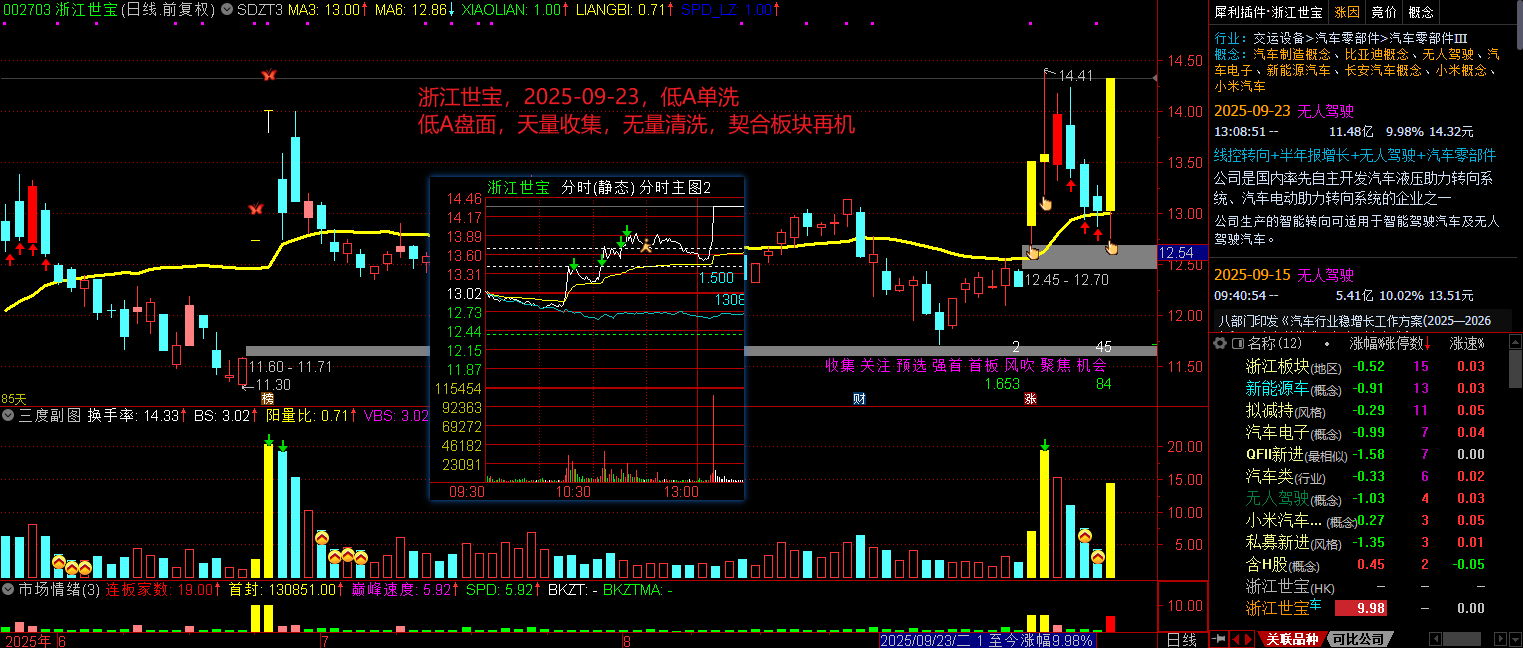 002703 浙江世宝(日线.前复权) SDZT3 MA3: 13.00↑ MA6: 12.86↓ XIAOLIAN: 1.00↑ LIANGBI: 0.71↑ SPD_LZ 1.00↑
浙江世宝，2025-09-23，低A单洗
低A盘面，天量收集，无量清洗，契合板块再机
14.41
14.50
14.00
13.50
13.00
12.54
12.50
12.00
11.50
12.45 - 12.70
11.60 - 11.71
11.30
2
45
收集 关注 预选 强首 首板 风吹 聚焦 机会
1.653
84
85天
榜
财
涨
浙江世宝 分时(静态) 分时主图2
14.46
14.17
13.89
13.60
13.31
13.02
12.73
12.44
12.15
11.87
115454
92363
69272
46182
23091
1.500
1308
09:30
10:30
13:00
三度副图 换手率: 14.33↑ BS: 3.02↑ 阳量比: 0.71↑ VBS: 3.02
20.00
15.00
10.00
5.00
市场情绪(3) 连板家数: 19.00↑ 首封: 130851.00↑ 巅峰速度: 5.92↑ SPD: 5.92↑ BKZT: - BKZTMA: -
10.00
2025年
6
7
8
2025/09/23/二 1 至今涨幅9.98%
日线
犀利插件·浙江世宝 涨因 竞价 概念
行业: 交运设备>汽车零部件>汽车零部件Ⅲ
概念: 汽车制造概念、比亚迪概念、无人驾驶、汽
车电子、新能源汽车、长安汽车概念、小米概念、
小米汽车
2025-09-23 无人驾驶
13:08:51 -- 11.48亿 9.98% 14.32元
线控转向+半年报增长+无人驾驶+汽车零部件
公司是国内率先自主开发汽车液压助力转向系
统、汽车电动助力转向系统的企业之一
公司生产的智能转向可适用于智能驾驶汽车及无人
驾驶汽车。
2025-09-15 无人驾驶
09:40:54 -- 5.41亿 10.02% 13.51元
八部门印发《汽车行业稳增长工作方案(2025—2026
名称(12) 涨幅% 涨停数↓ 涨速%
浙江板块(地区) -0.52 15 0.03
新能源车(概念) -0.91 13 0.03
拟减持(风格) -0.29 11 0.05
汽车电子(概念) -0.99 7 0.04
QFII新进(最相似) -1.58 7 0.00
汽车类(行业) -0.33 6 0.02
无人驾驶(概念) -1.03 4 0.03
小米汽车...(概念) 0.27 3 0.05
私募新进(风格) -1.35 3 0.01
含H股(概念) 0.45 2 -0.05
浙江世宝(HK) - - -
浙江世宝车 9.98 - 0.00
关联品种 可比公司